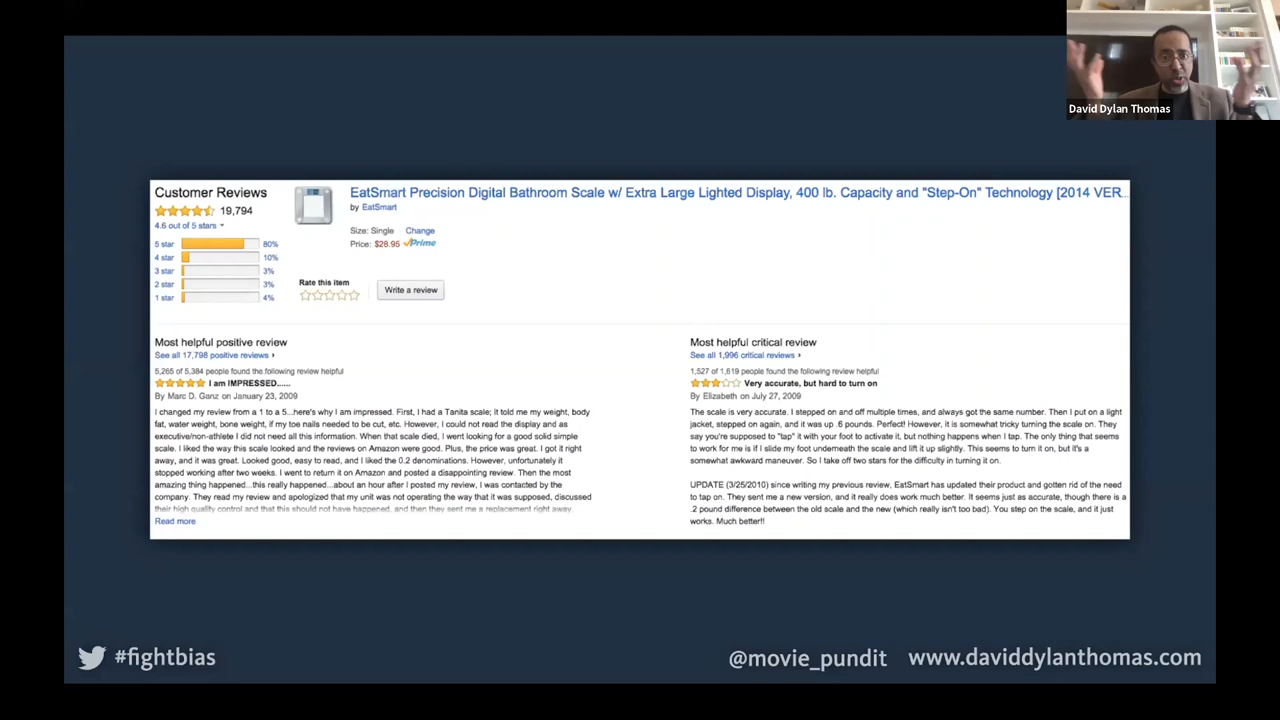 David Dylan Thomas
Customer Reviews
19,794
4.6 out of 5 stars
5 star 80%
4 star 10%
3 star 3%
2 star 3%
1 star 4%
EatSmart Precision Digital Bathroom Scale w/ Extra Large Lighted Display, 400 lb. Capacity and "Step-On" Technology [2014 VER...
by EatSmart
Size: Single Change
Price: $28.95 Prime
Rate this item
Write a review
Most helpful positive review
See all 17,798 positive reviews ›
5,265 of 5,384 people found the following review helpful
I am IMPRESSED......
By Marc D. Ganz on January 23, 2009
I changed my review from a 1 to a 5...here's why I am impressed. First, I had a Tanita scale; it told me my weight, body
fat, water weight, bone weight, if my toe nails needed to be cut, etc. However, I could not read the display and as
executive/non-athlete I did not need all this information. When that scale died, I went looking for a good solid simple
scale. I liked the way this scale looked and the reviews on Amazon were good. Plus, the price was great. I got it right
away, and it was great. Looked good, easy to read, and I liked the 0.2 denominations. However, unfortunately it
stopped working after two weeks. I went to return it on Amazon and posted a disappointing review. Then the most
amazing thing happened...this really happened...about an hour after I posted my review, I was contacted by the
company. They read my review and apologized that my unit was not operating the way that it was supposed, discussed
their high quality control and that this should not have happened, and then they sent me a replacement right away.
Read more
Most helpful critical review
See all 1,996 critical reviews ›
1,527 of 1,619 people found the following review helpful
Very accurate, but hard to turn on
By Elizabeth on July 27, 2009
The scale is very accurate. I stepped on and off multiple times, and always got the same number. Then I put on a light
jacket, stepped on again, and it was up .6 pounds. Perfect! However, it is somewhat tricky turning the scale on. They
say you're supposed to "tap" it with your foot to activate it, but nothing happens when I tap. The only thing that seems
to work for me is if I slide my foot underneath the scale and lift it up slightly. This seems to turn it on, but it's a
somewhat awkward maneuver. So I take off two stars for the difficulty in turning it on.
UPDATE (3/25/2010) since writing my previous review, EatSmart has updated their product and gotten rid of the need
to tap on. They sent me a new version, and it really does work much better. It seems just as accurate, though there is a
.2 pound difference between the old scale and the new (which really isn't too bad). You step on the scale, and it just
works. Much better!!
#fightbias
@movie_pundit www.daviddylanthomas.com